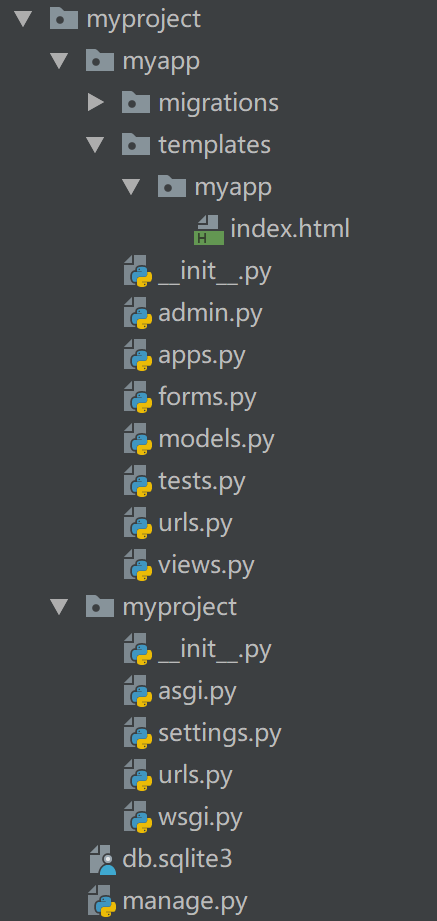 myproject
myapp
migrations
templates
myapp
index.html
__init__.py
admin.py
apps.py
forms.py
models.py
tests.py
urls.py
views.py
myproject
__init__.py
asgi.py
settings.py
urls.py
wsgi.py
db.sqlite3
manage.py